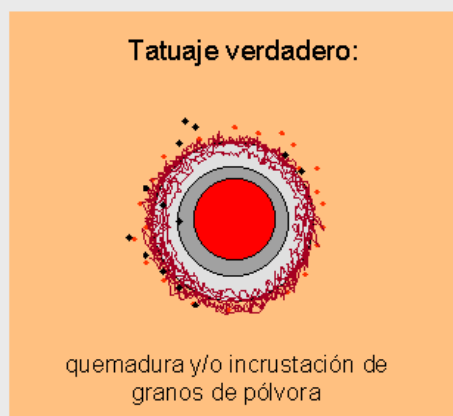 Tatuaje verdadero:
quemadura y/o incrustación de
granos de pólvora